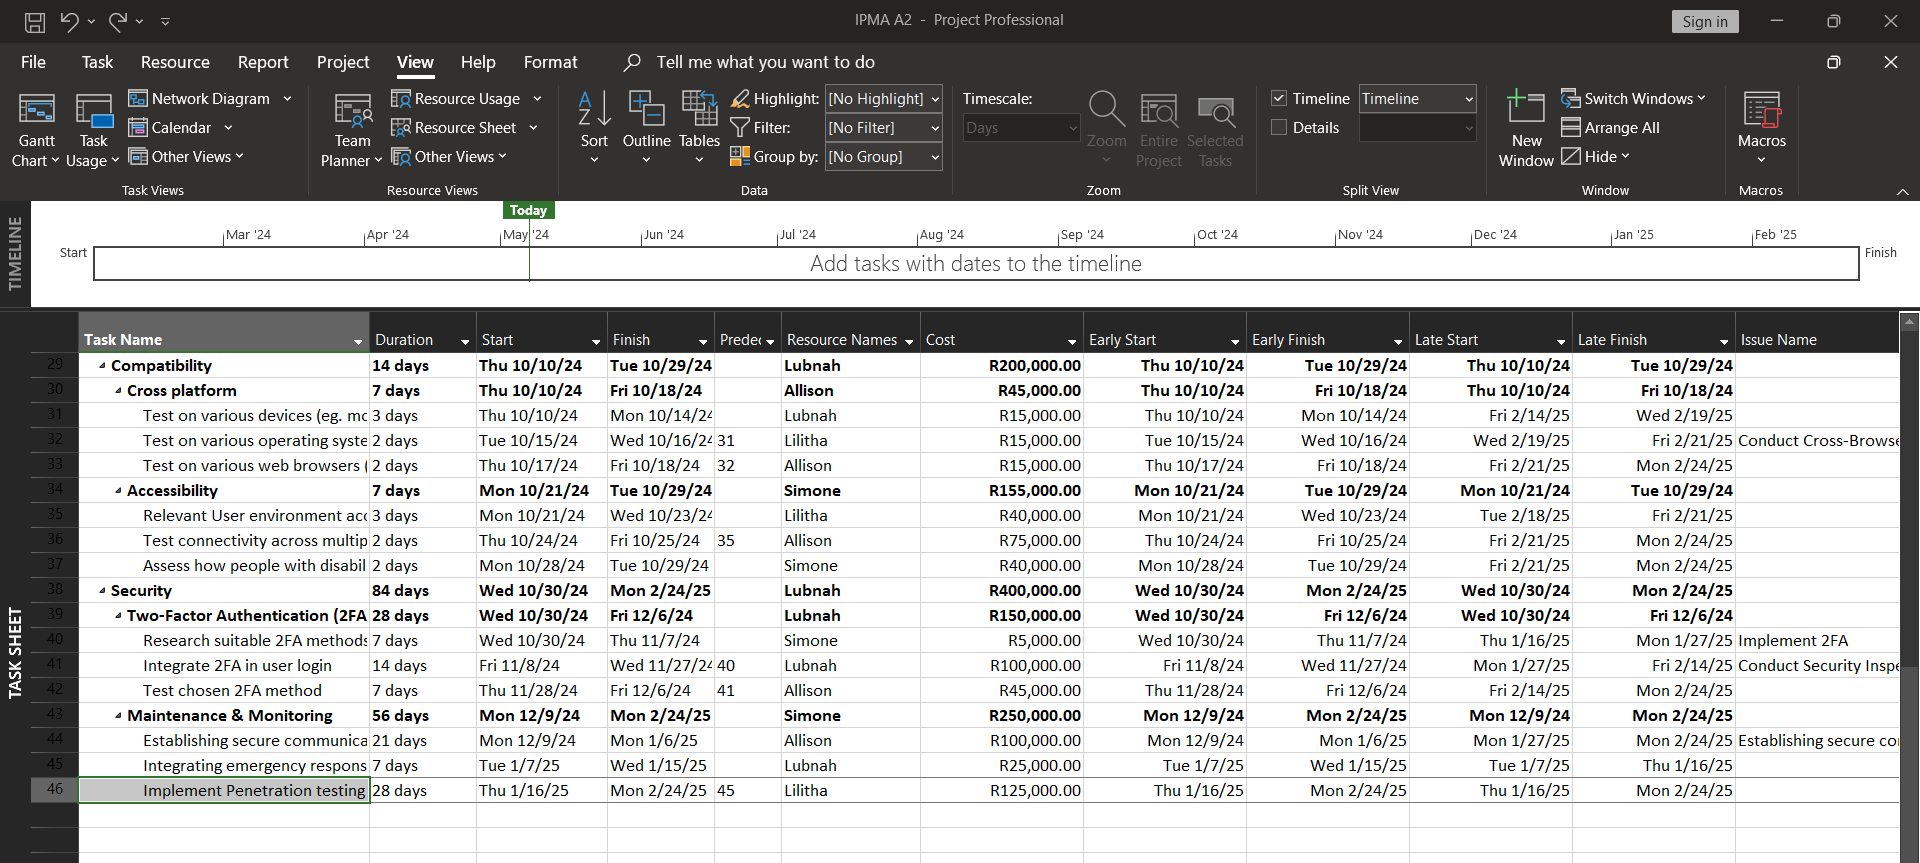 IPMA A2 - Project Professional
Sign in
File Task Resource Report Project View Help Format Tell me what you want to do
Gantt Chart
Task Usage
Network Diagram
Calendar
Other Views
Task Views
Team Planner
Resource Usage
Resource Sheet
Other Views
Resource Views
Sort
Outline
Tables
Highlight: [No Highlight]
Filter: [No Filter]
Group by: [No Group]
Data
Timescale:
Days
Zoom
Entire Project
Selected Tasks
Zoom
Timeline Timeline
Details
Split View
New Window
Switch Windows
Arrange All
Hide
Window
Macros
Macros
TIMELINE
Today
Start
Mar '24 Apr '24 May '24 Jun '24 Jul '24 Aug '24 Sep '24 Oct '24 Nov '24 Dec '24 Jan '25 Feb '25
Finish
Add tasks with dates to the timeline
TASK SHEET
Task Name Duration Start Finish Predec Resource Names Cost Early Start Early Finish Late Start Late Finish Issue Name
29 Compatibility 14 days Thu 10/10/24 Tue 10/29/24 Lubnah R200,000.00 Thu 10/10/24 Tue 10/29/24 Thu 10/10/24 Tue 10/29/24
30 Cross platform 7 days Thu 10/10/24 Fri 10/18/24 Allison R45,000.00 Thu 10/10/24 Fri 10/18/24 Thu 10/10/24 Fri 10/18/24
31 Test on various devices (eg. mo 3 days Thu 10/10/24 Mon 10/14/24 Lubnah R15,000.00 Thu 10/10/24 Mon 10/14/24 Fri 2/14/25 Wed 2/19/25
32 Test on various operating syste 2 days Tue 10/15/24 Wed 10/16/24 31 Lilitha R15,000.00 Tue 10/15/24 Wed 10/16/24 Wed 2/19/25 Fri 2/21/25 Conduct Cross-Browse
33 Test on various web browsers ( 2 days Thu 10/17/24 Fri 10/18/24 32 Allison R15,000.00 Thu 10/17/24 Fri 10/18/24 Fri 2/21/25 Mon 2/24/25
34 Accessibility 7 days Mon 10/21/24 Tue 10/29/24 Simone R155,000.00 Mon 10/21/24 Tue 10/29/24 Mon 10/21/24 Tue 10/29/24
35 Relevant User environment acc 3 days Mon 10/21/24 Wed 10/23/24 Lilitha R40,000.00 Mon 10/21/24 Wed 10/23/24 Tue 2/18/25 Fri 2/21/25
36 Test connectivity across multip 2 days Thu 10/24/24 Fri 10/25/24 35 Allison R75,000.00 Thu 10/24/24 Fri 10/25/24 Fri 2/21/25 Mon 2/24/25
37 Assess how people with disabil 2 days Mon 10/28/24 Tue 10/29/24 Simone R40,000.00 Mon 10/28/24 Tue 10/29/24 Fri 2/21/25 Mon 2/24/25
38 Security 84 days Wed 10/30/24 Mon 2/24/25 Lubnah R400,000.00 Wed 10/30/24 Mon 2/24/25 Wed 10/30/24 Mon 2/24/25
39 Two-Factor Authentication (2FA 28 days Wed 10/30/24 Fri 12/6/24 Lubnah R150,000.00 Wed 10/30/24 Fri 12/6/24 Wed 10/30/24 Fri 12/6/24
40 Research suitable 2FA methods 7 days Wed 10/30/24 Thu 11/7/24 Simone R5,000.00 Wed 10/30/24 Thu 11/7/24 Thu 1/16/25 Mon 1/27/25 Implement 2FA
41 Integrate 2FA in user login 14 days Fri 11/8/24 Wed 11/27/24 40 Lubnah R100,000.00 Fri 11/8/24 Wed 11/27/24 Mon 1/27/25 Fri 2/14/25 Conduct Security Inspe
42 Test chosen 2FA method 7 days Thu 11/28/24 Fri 12/6/24 41 Allison R45,000.00 Thu 11/28/24 Fri 12/6/24 Fri 2/14/25 Mon 2/24/25
43 Maintenance & Monitoring 56 days Mon 12/9/24 Mon 2/24/25 Simone R250,000.00 Mon 12/9/24 Mon 2/24/25 Mon 12/9/24 Mon 2/24/25
44 Establishing secure communica 21 days Mon 12/9/24 Mon 1/6/25 Allison R100,000.00 Mon 12/9/24 Mon 1/6/25 Mon 1/27/25 Mon 2/24/25 Establishing secure co
45 Integrating emergency respons 7 days Tue 1/7/25 Wed 1/15/25 Lubnah R25,000.00 Tue 1/7/25 Wed 1/15/25 Tue 1/7/25 Thu 1/16/25
46 Implement Penetration testing 28 days Thu 1/16/25 Mon 2/24/25 45 Lilitha R125,000.00 Thu 1/16/25 Mon 2/24/25 Thu 1/16/25 Mon 2/24/25